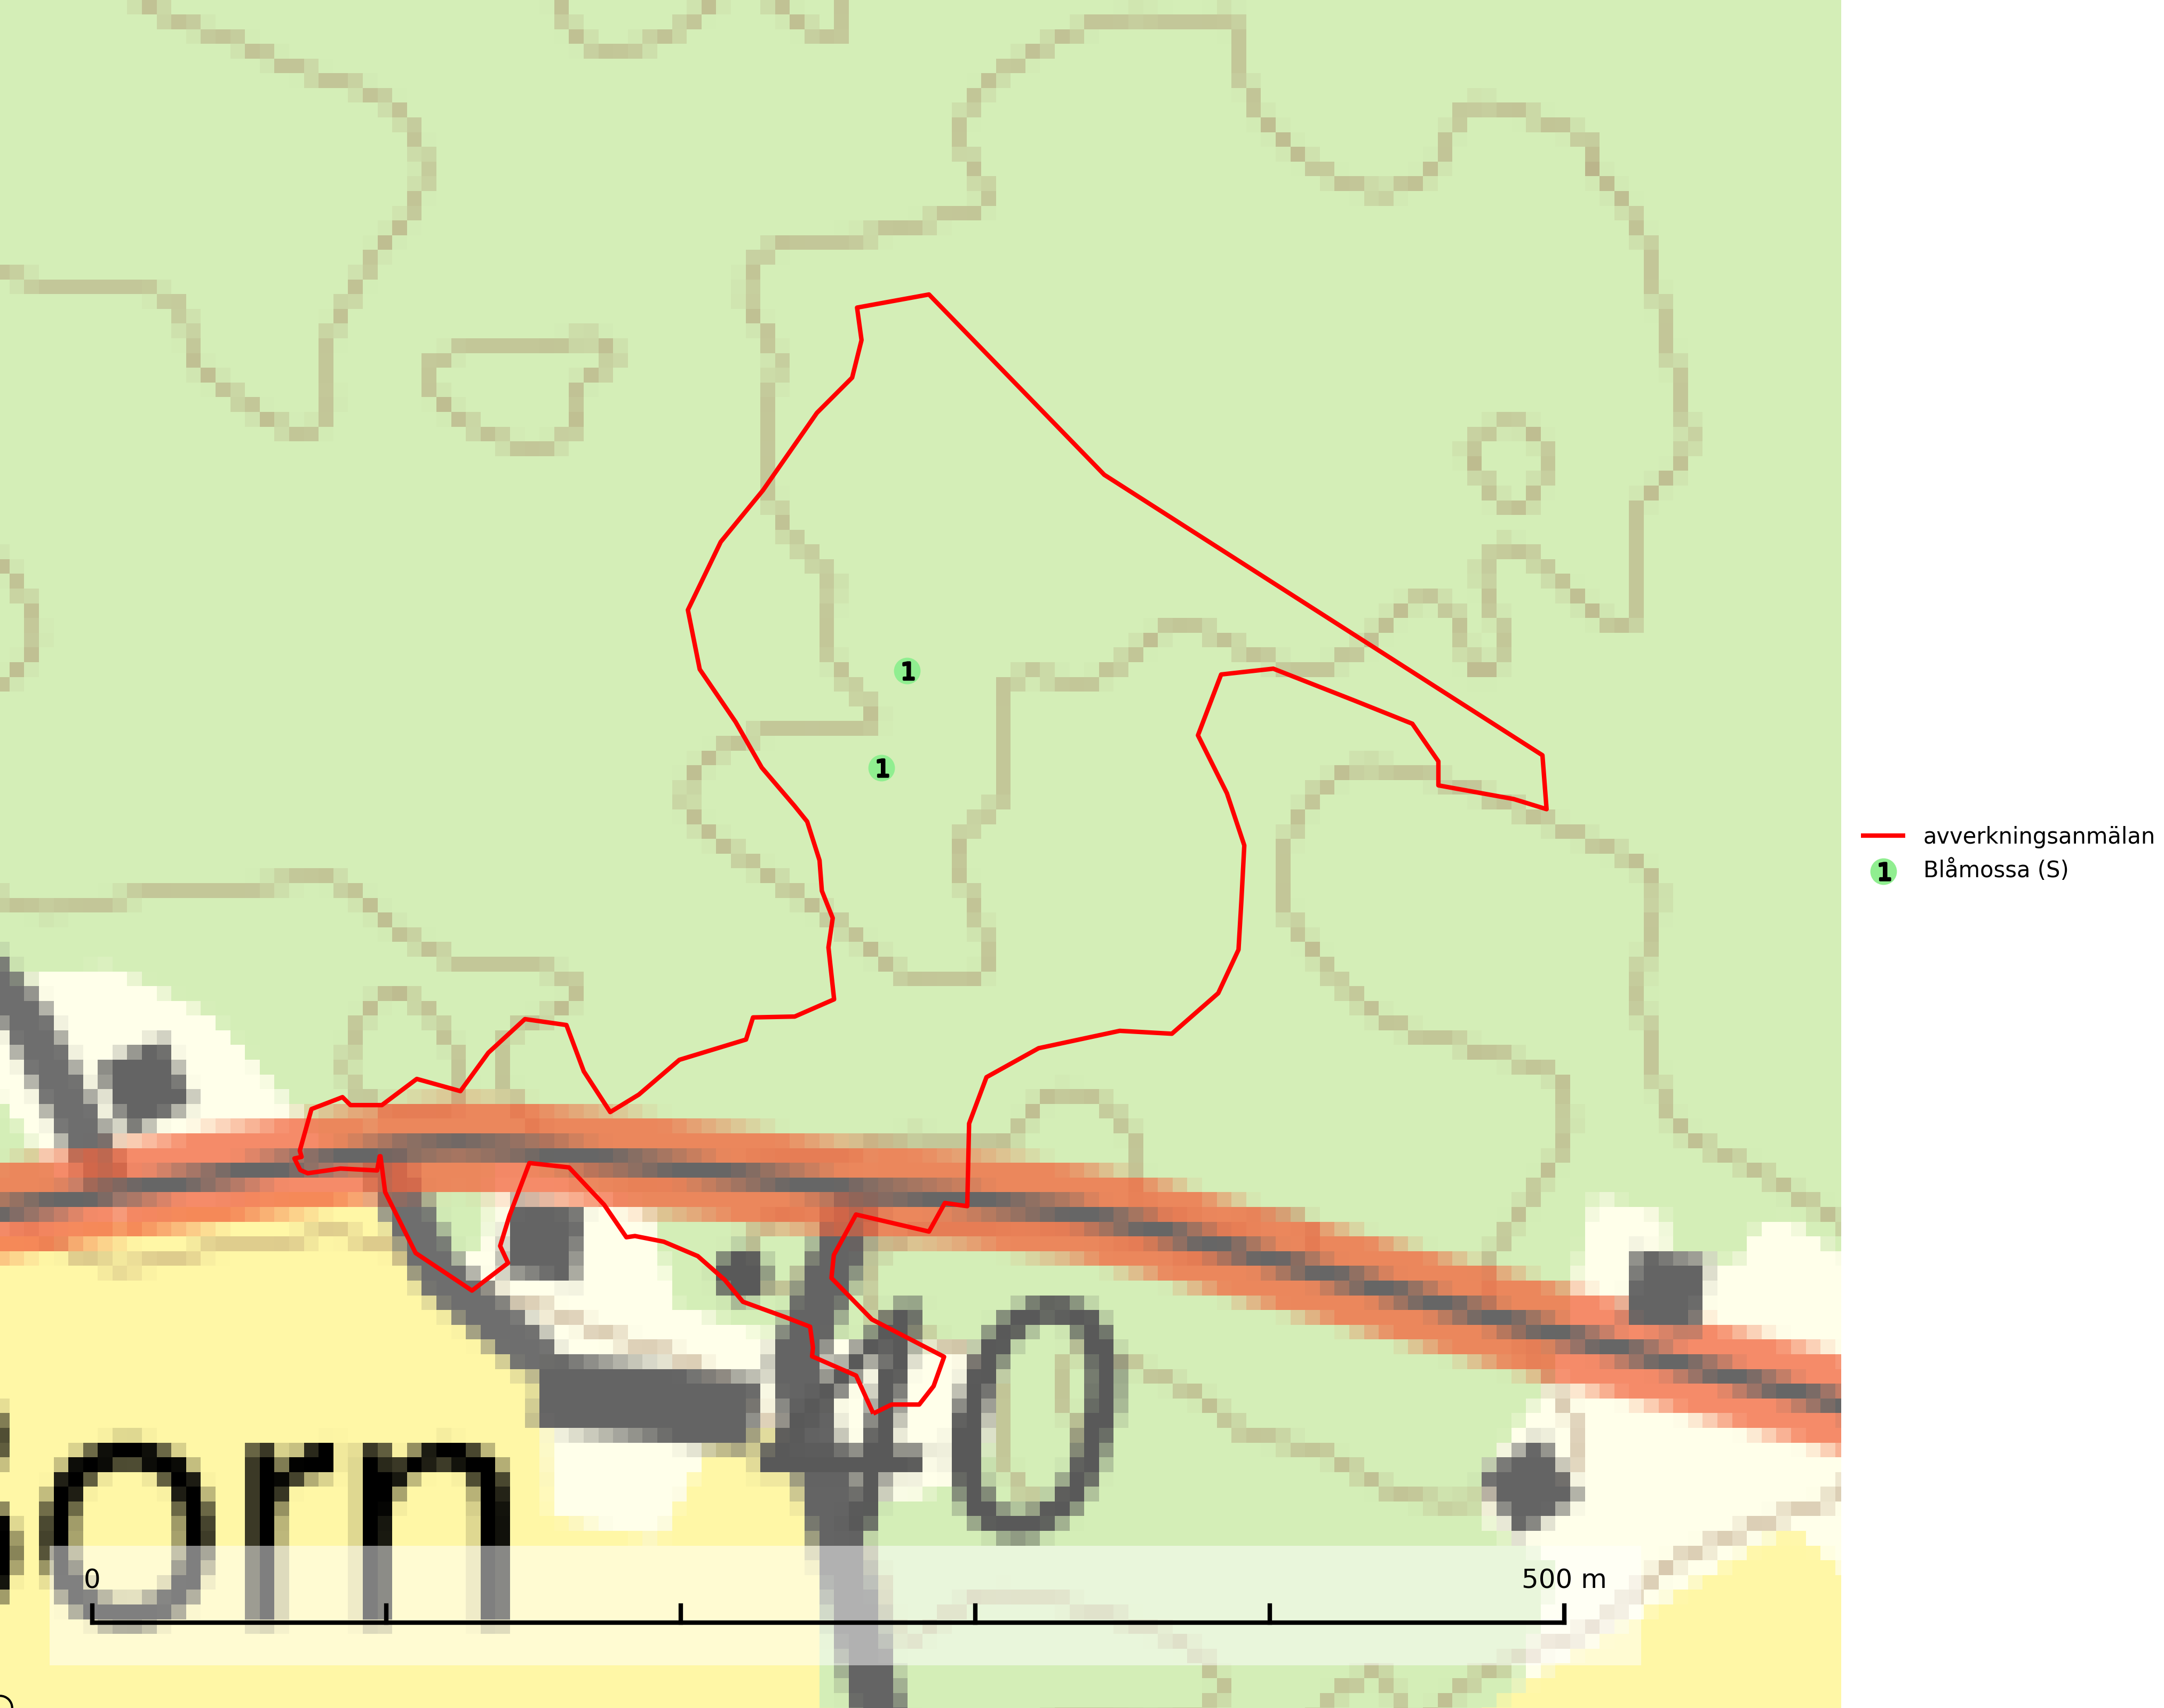 1
1
avverkningsanmälan
1 Blåmossa (S)
40
orn
0 500 m